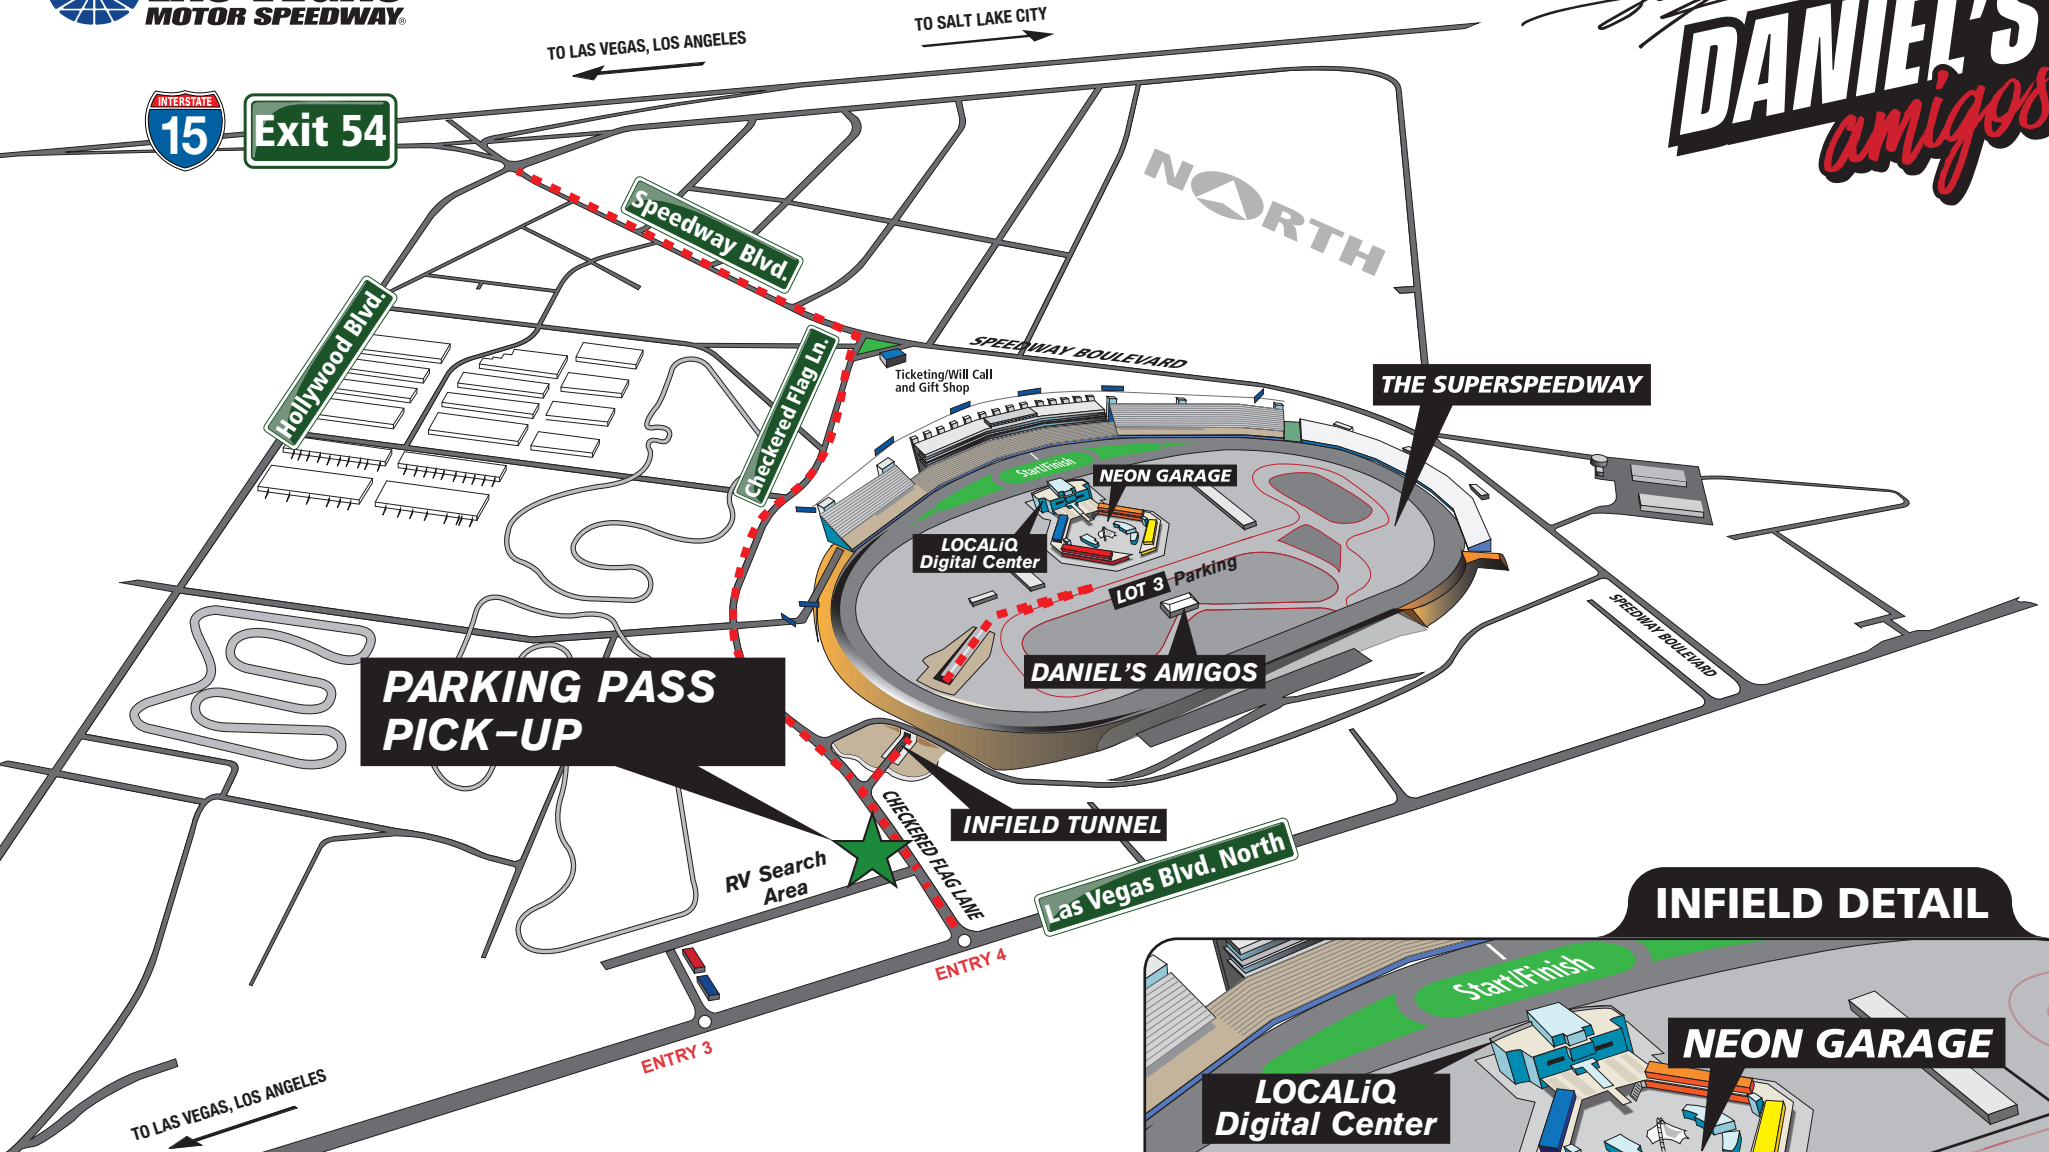 MOTOR SPEEDWAY®
TO LAS VEGAS, LOS ANGELES
TO SALT LAKE CITY
DANIEL'S
amigos
INTERSTATE
15
Exit 54
NORTH
Speedway Blvd.
Hollywood Blvd.
Checkered Flag Ln.
SPEEDWAY BOULEVARD
Ticketing/Will Call
and Gift Shop
THE SUPERSPEEDWAY
Start/Finish
NEON GARAGE
LOCALiQ
Digital Center
LOT 3 Parking
SPEEDWAY BOULEVARD
DANIEL'S AMIGOS
PARKING PASS
PICK-UP
INFIELD TUNNEL
CHECKERED FLAG LANE
RV Search
Area
Las Vegas Blvd. North
ENTRY 4
ENTRY 3
TO LAS VEGAS, LOS ANGELES
INFIELD DETAIL
Start/Finish
NEON GARAGE
LOCALiQ
Digital Center